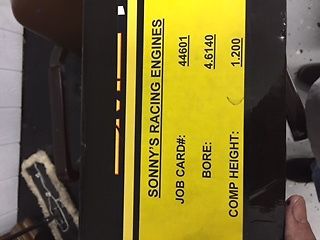 SONNY'S RACING ENGINES
JOB CARD#: 44601
BORE: 4.6140
COMP HEIGHT: 1.200